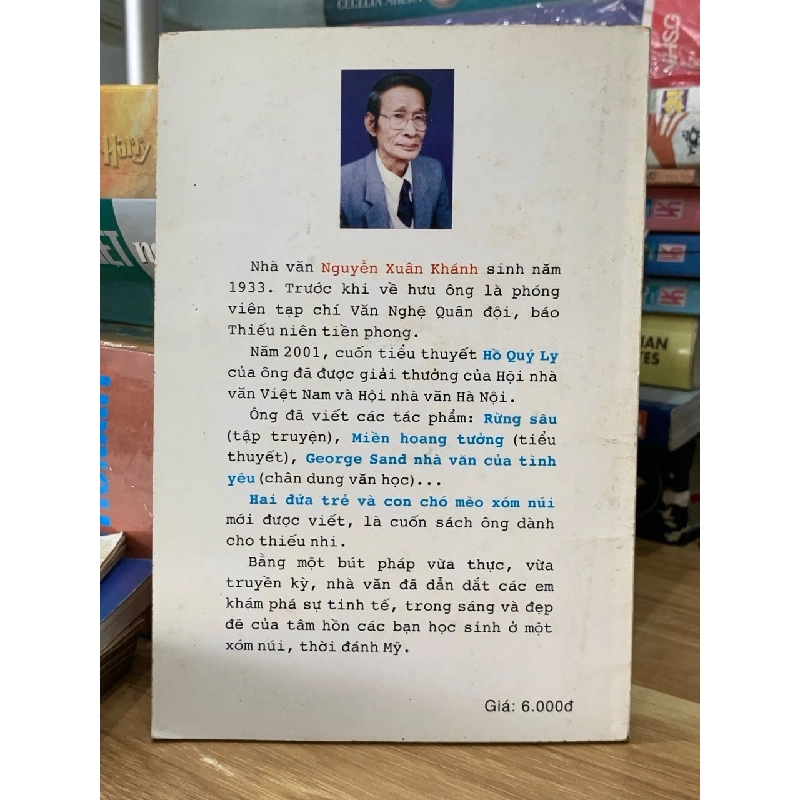 CECELIA AHERN
NHSG
Harry
Nhà văn Nguyễn Xuân Khánh sinh năm
1933. Trước khi về hưu ông là phóng
viên tạp chí Văn Nghệ Quân đội, báo
Thiếu niên tiền phong.
Năm 2001, cuốn tiểu thuyết Hồ Quý Ly
của ông đã được giải thưởng của Hội nhà
văn Việt Nam và Hội nhà văn Hà Nội.
Ông đã viết các tác phẩm: Rừng sâu
(tập truyện), Miền hoang tưởng (tiểu
thuyết), George Sand nhà văn của tình
yêu (chân dung văn học)...
Hai đứa trẻ và con chó mèo xóm núi
mới được viết, là cuốn sách ông dành
cho thiếu nhi.
Bằng một bút pháp vừa thực, vừa
truyền kỳ, nhà văn đã dẫn dắt các em
khám phá sự tinh tế, trong sáng và đẹp
đẽ của tâm hồn các bạn học sinh ở một
xóm núi, thời đánh Mỹ.
Giá: 6.000đ